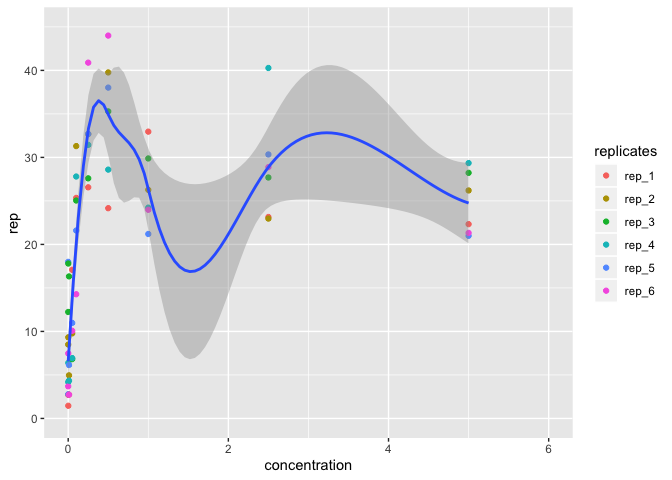 40
30
20
10
0
rep
0
2
4
6
concentration
replicates
rep_1
rep_2
rep_3
rep_4
rep_5
rep_6